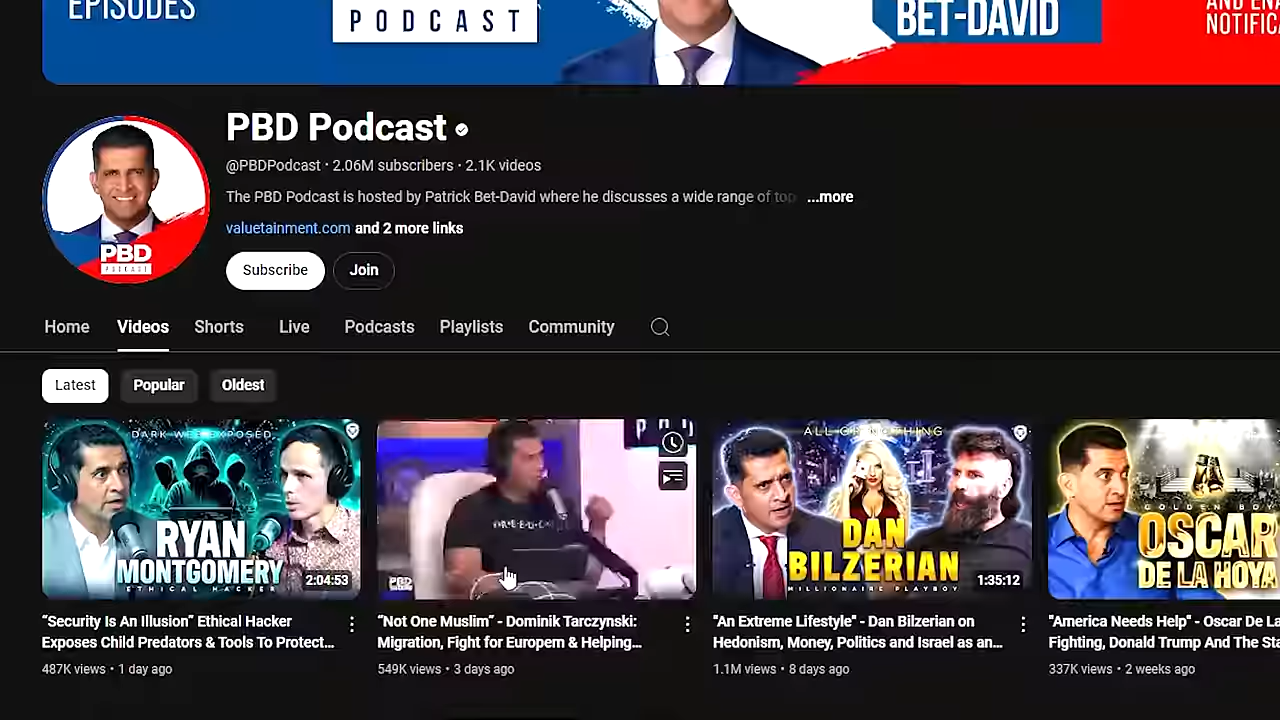 EPISODES
PODCAST
BET-DAVID
NOTIFICA
PBD Podcast
@PBDPodcast · 2.06M subscribers · 2.1K videos
The PBD Podcast is hosted by Patrick Bet-David where he discusses a wide range of top ...more
valuetainment.com and 2 more links
Subscribe
Join
PBD
PODCAST
Home
Videos
Shorts
Live
Podcasts
Playlists
Community
Latest
Popular
Oldest
DARK WEB EXPOSED
RYAN
MONTGOMERY
ETHICAL HACKER
2:04:53
PBD
ALL OR NOTHING
DAN
BILZERIAN
MILLIONAIRE PLAYBOY
1:35:12
GOLDEN BOY
OSCAR
DE LA HOYA
“Security Is An Illusion” Ethical Hacker
Exposes Child Predators & Tools To Protect...
487K views · 1 day ago
“Not One Muslim” - Dominik Tarczynski:
Migration, Fight for Europem & Helping...
549K views · 3 days ago
"An Extreme Lifestyle" - Dan Bilzerian on
Hedonism, Money, Politics and Israel as an...
1.1M views · 8 days ago
"America Needs Help" - Oscar De La
Fighting, Donald Trump And The Sta
337K views · 2 weeks ago